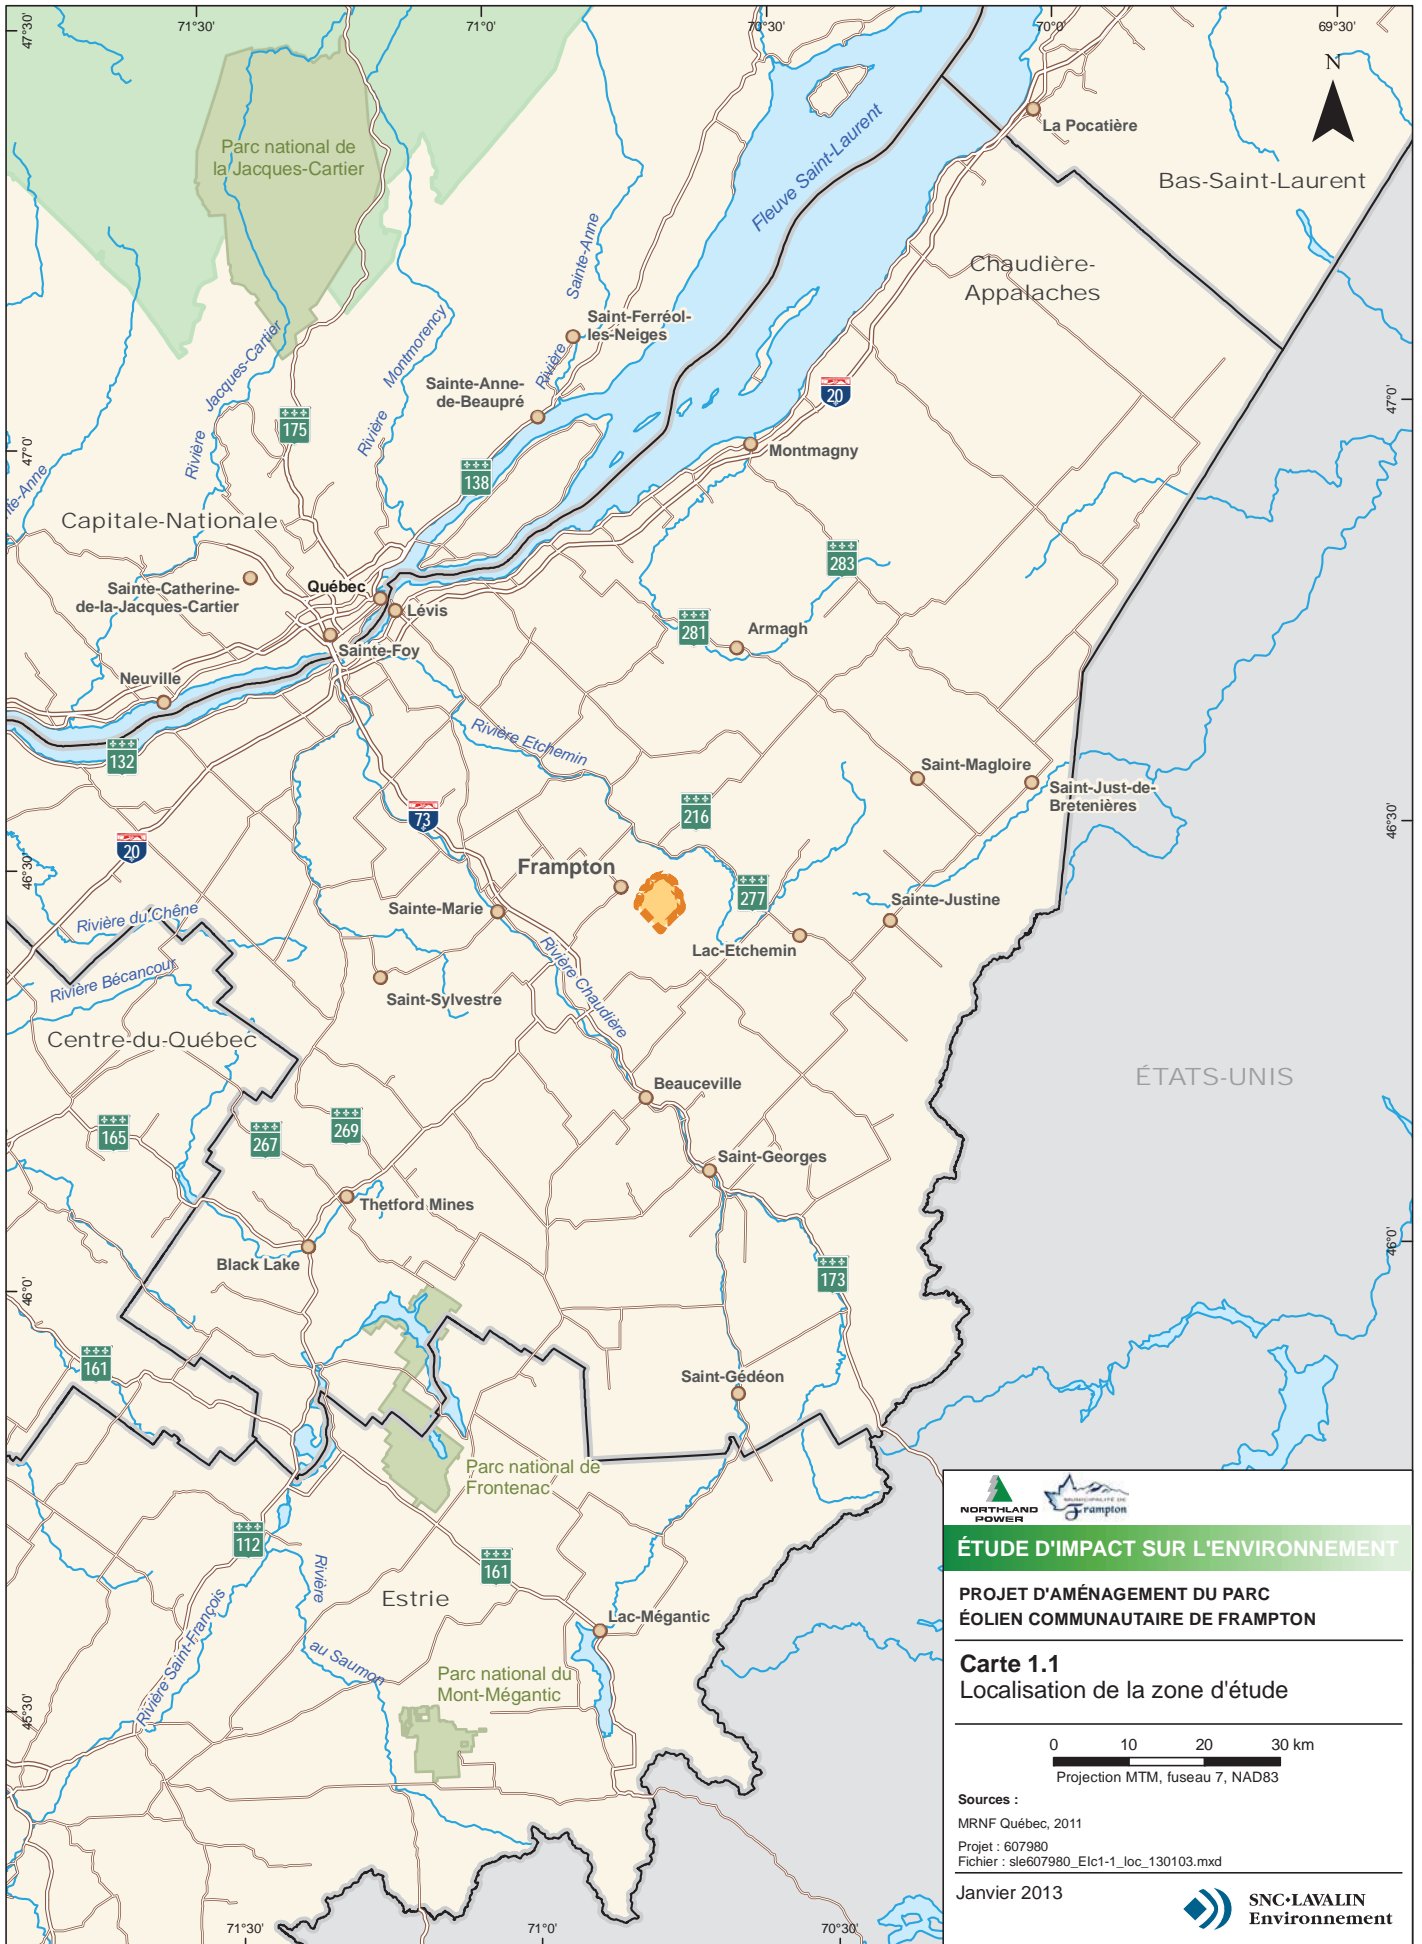 71°30'
71°0'
70°30'
70°0'
69°30'
47°30'
N
La Pocatière
Parc national de
la Jacques-Cartier
Fleuve Saint-Laurent
Bas-Saint-Laurent
Chaudière-
Appalaches
Rivière Sainte-Anne
Saint-Ferréol-
les-Neiges
Rivière Jacques-Cartier
Rivière Montmorency
Sainte-Anne-
de-Beaupré
20
47°0'
175
47°0'
Montmagny
138
Capitale-Nationale
283
Sainte-Catherine-
de-la-Jacques-Cartier
Québec
Lévis
281
Armagh
Sainte-Foy
Neuville
Rivière Etchemin
132
Saint-Magloire
Saint-Just-de-
Bretenières
216
73
46°30'
20
46°30'
Frampton
277
Sainte-Justine
Sainte-Marie
Rivière du Chêne
Lac-Etchemin
Rivière Bécancour
Rivière Chaudière
Saint-Sylvestre
Centre-du-Québec
ÉTATS-UNIS
Beauceville
165
267
269
Saint-Georges
Thetford Mines
46°0'
Black Lake
173
46°0'
161
Saint-Gédéon
Parc national de
Frontenac
112
161
Rivière au Saumon
Estrie
Rivière Saint-François
Lac-Mégantic
Parc national du
Mont-Mégantic
45°30'
71°30'
71°0'
70°30'
NORTHLAND
POWER
MUNICIPALITÉ DE
Frampton
ÉTUDE D'IMPACT SUR L'ENVIRONNEMENT
PROJET D'AMÉNAGEMENT DU PARC
ÉOLIEN COMMUNAUTAIRE DE FRAMPTON
Carte 1.1
Localisation de la zone d'étude
0 10 20 30 km
Projection MTM, fuseau 7, NAD83
Sources :
MRNF Québec, 2011
Projet : 607980
Fichier : sle607980_EIc1-1_loc_130103.mxd
Janvier 2013
SNC•LAVALIN
Environnement